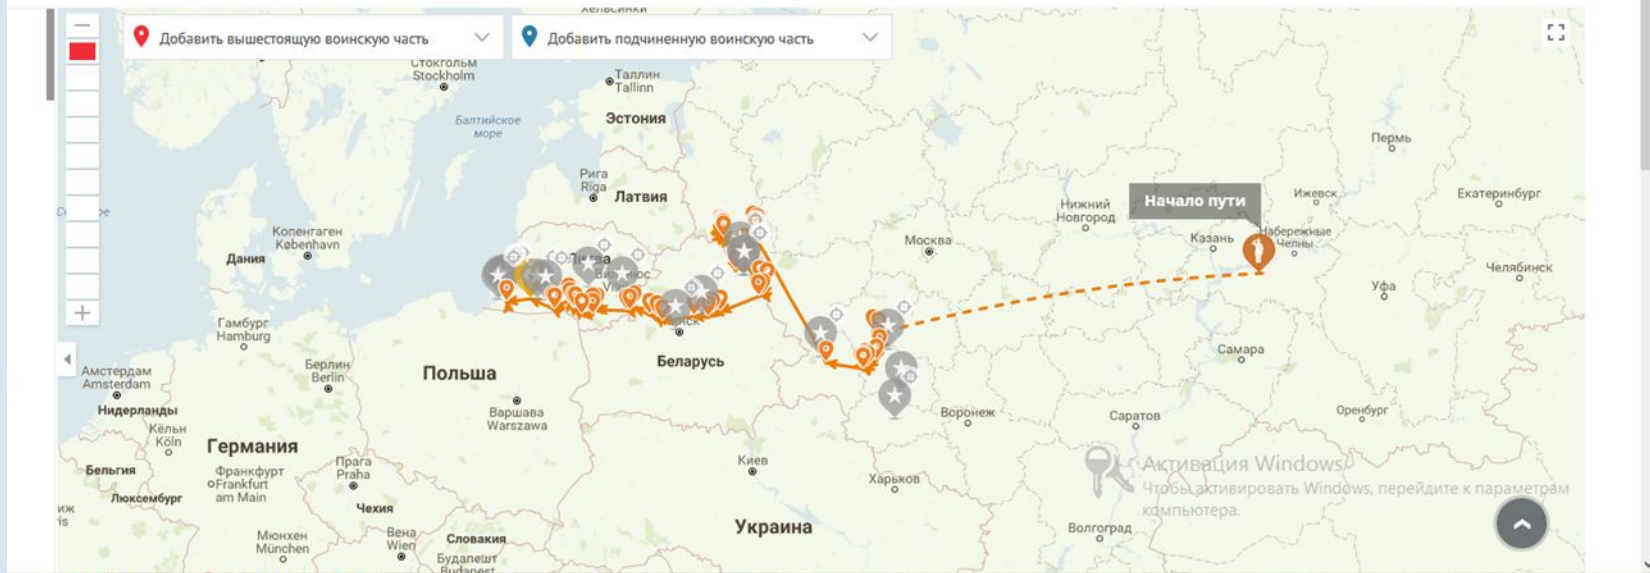 Хельсинки
Добавить вышестоящую воинскую часть
Добавить подчиненную воинскую часть
Стокгольм
Stockholm
Таллин
Tallinn
Балтийское
море
Эстония
Пермь
Рига
Rīga
Латвия
Начало пути
Ижевск
Екатеринбург
Нижний
Новгород
Копенгаген
København
Дания
Москва
Казань
Набережные
Челны
Челябинск
Уфа
Гамбург
Hamburg
Беларусь
Самара
Амстердам
Amsterdam
Берлин
Berlin
Польша
Нидерланды
Варшава
Warszawa
Воронеж
Саратов
Оренбург
Кёльн
Köln
Германия
Бельгия
Франкфурт
Frankfurt
am Main
Прага
Praha
Киев
Харьков
Активация Windows
Чтобы активировать Windows, перейдите к параметрам
компьютера.
Люксембург
Чехия
Украина
Волгоград
Мюнхен
München
Вена
Wien
Словакия
Будапешт
Budapest